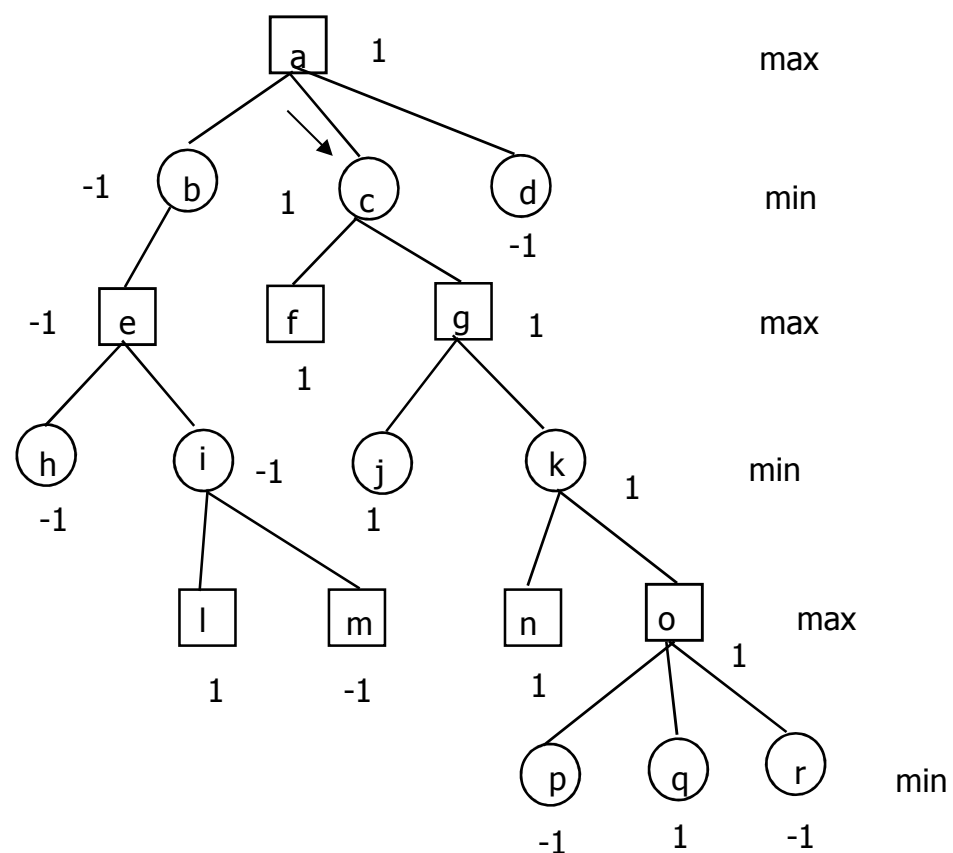 a 1 max
-1 b 1 c d min
-1
-1 e f g 1 max
1
h i -1 j k min
-1 1 1
l m n o max
1 -1 1 1
p q r min
-1 1 -1